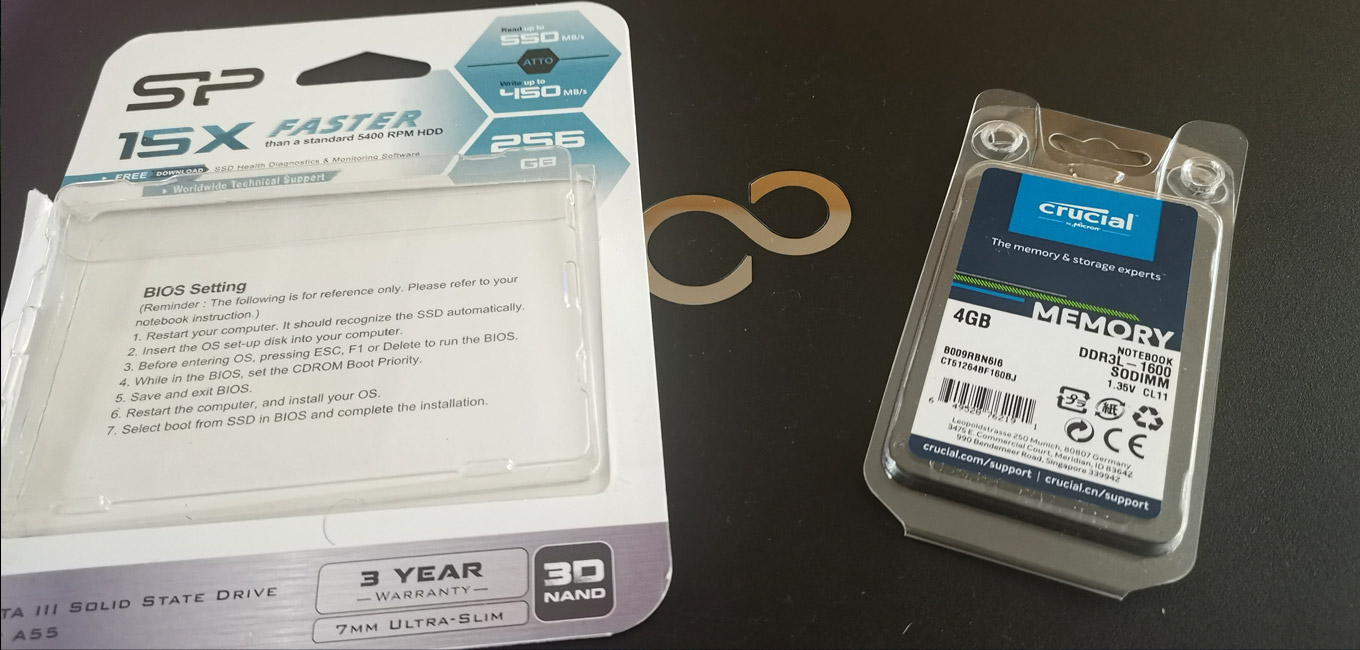 SP
15X FASTER
than a standard 5400 RPM HDD
FREE DOWNLOAD SSD Health Diagnostics & Monitoring Software
Worldwide Technical Support
Read up to
550 MB/s
ATTO
Write up to
450 MB/s
256
GB
BIOS Setting
(Reminder : The following is for reference only. Please refer to your
notebook instruction.)
1. Restart your computer. It should recognize the SSD automatically.
2. Insert the OS set-up disk into your computer.
3. Before entering OS, pressing ESC, F1 or Delete to run the BIOS.
4. While in the BIOS, set the CDROM Boot Priority.
5. Save and exit BIOS.
6. Restart the computer, and install your OS.
7. Select boot from SSD in BIOS and complete the installation.
TA III SOLID STATE DRIVE
A55
3 YEAR
WARRANTY
7MM ULTRA-SLIM
3D
NAND
crucial
by Micron
The memory & storage experts
MEMORY
4GB
NOTEBOOK
DDR3L-1600
SODIMM
1.35V CL11
B009RBN6I6
CT51264BF160BJ
6 49528 76219 1
紙
CE
Leopoldstrasse 250 Munich, 80807 Germany
3475 E. Commercial Court, Meridian, ID 83642
990 Bendemeer Road, Singapore 339942
crucial.com/support | crucial.cn/support